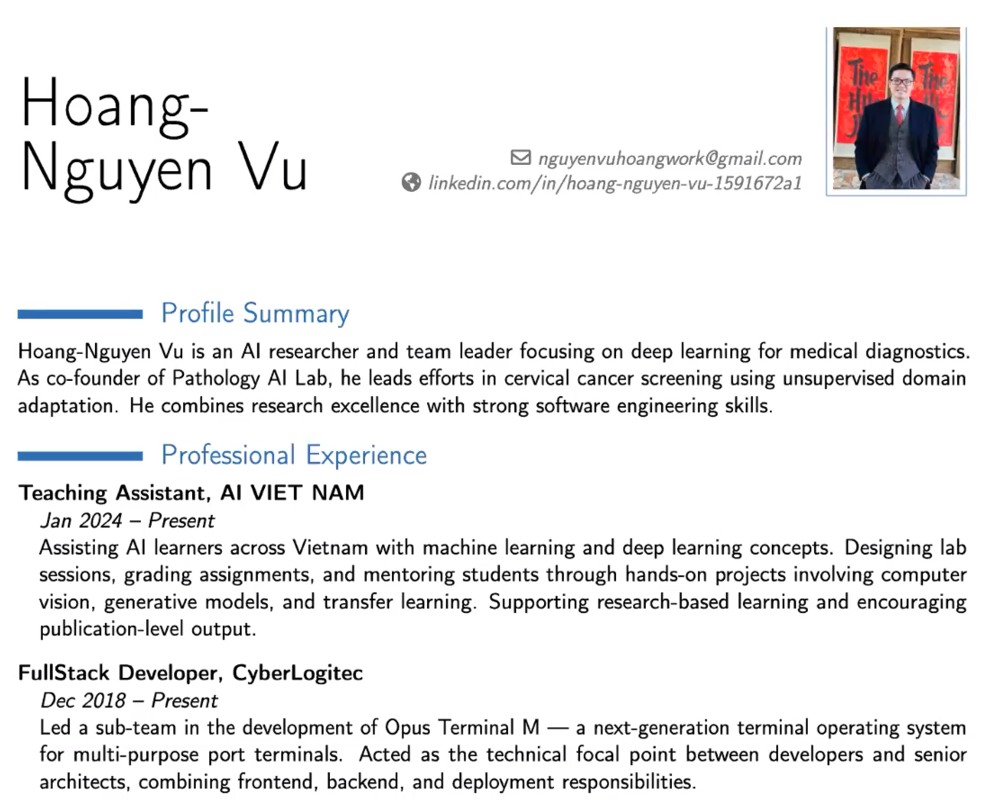 Hoang-
Nguyen Vu
nguyenvuhoangwork@gmail.com
linkedin.com/in/hoang-nguyen-vu-1591672a1
The
The
Profile Summary
Hoang-Nguyen Vu is an AI researcher and team leader focusing on deep learning for medical diagnostics.
As co-founder of Pathology AI Lab, he leads efforts in cervical cancer screening using unsupervised domain
adaptation. He combines research excellence with strong software engineering skills.
Professional Experience
Teaching Assistant, AI VIET NAM
Jan 2024 – Present
Assisting AI learners across Vietnam with machine learning and deep learning concepts. Designing lab
sessions, grading assignments, and mentoring students through hands-on projects involving computer
vision, generative models, and transfer learning. Supporting research-based learning and encouraging
publication-level output.
FullStack Developer, CyberLogitec
Dec 2018 – Present
Led a sub-team in the development of Opus Terminal M — a next-generation terminal operating system
for multi-purpose port terminals. Acted as the technical focal point between developers and senior
architects, combining frontend, backend, and deployment responsibilities.